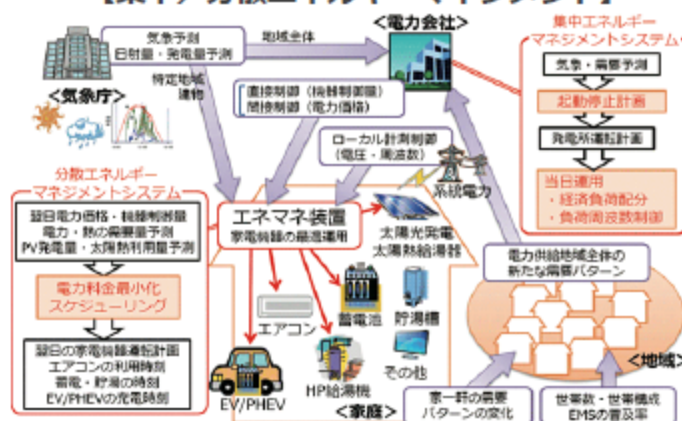 気象予測
日射量・発電量予測
地域全体
<電力会社>
集中エネルギー
マネジメントシステム
気象・需要予測
起動停止計画
発電所運転計画
当日運用
・経済負荷配分
・負荷周波数制御
<気象庁>
特定地域
建物
直接制御（機器制御量）
間接制御（電力価格）
ローカル計測制御
（電圧・周波数）
系統電力
分散エネルギー
マネジメントシステム
翌日電力価格・機器制御量
電力・熱の需要量予測
PV発電量・太陽熱利用量予測
電力料金最小化
スケジューリング
翌日の家電機器運転計画
エアコンの利用時刻
蓄電・貯湯の時刻
EV/PHEVの充電時刻
エネマネ装置
家電機器の最適運用
太陽光発電
太陽熱給湯器
エアコン
蓄電池
貯湯槽
EV/PHEV
HP給湯機
その他
<家庭>
電力供給地域全体の
新たな需要パターン
<地域>
家一軒の需要
パターンの変化
世帯数・世帯構成
EMSの普及率